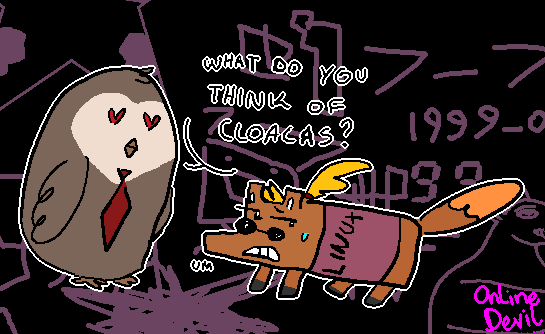 WHAT DO YOU
THINK OF
CLOACAS?
1999-0
UM
LINUX
Online
Devil